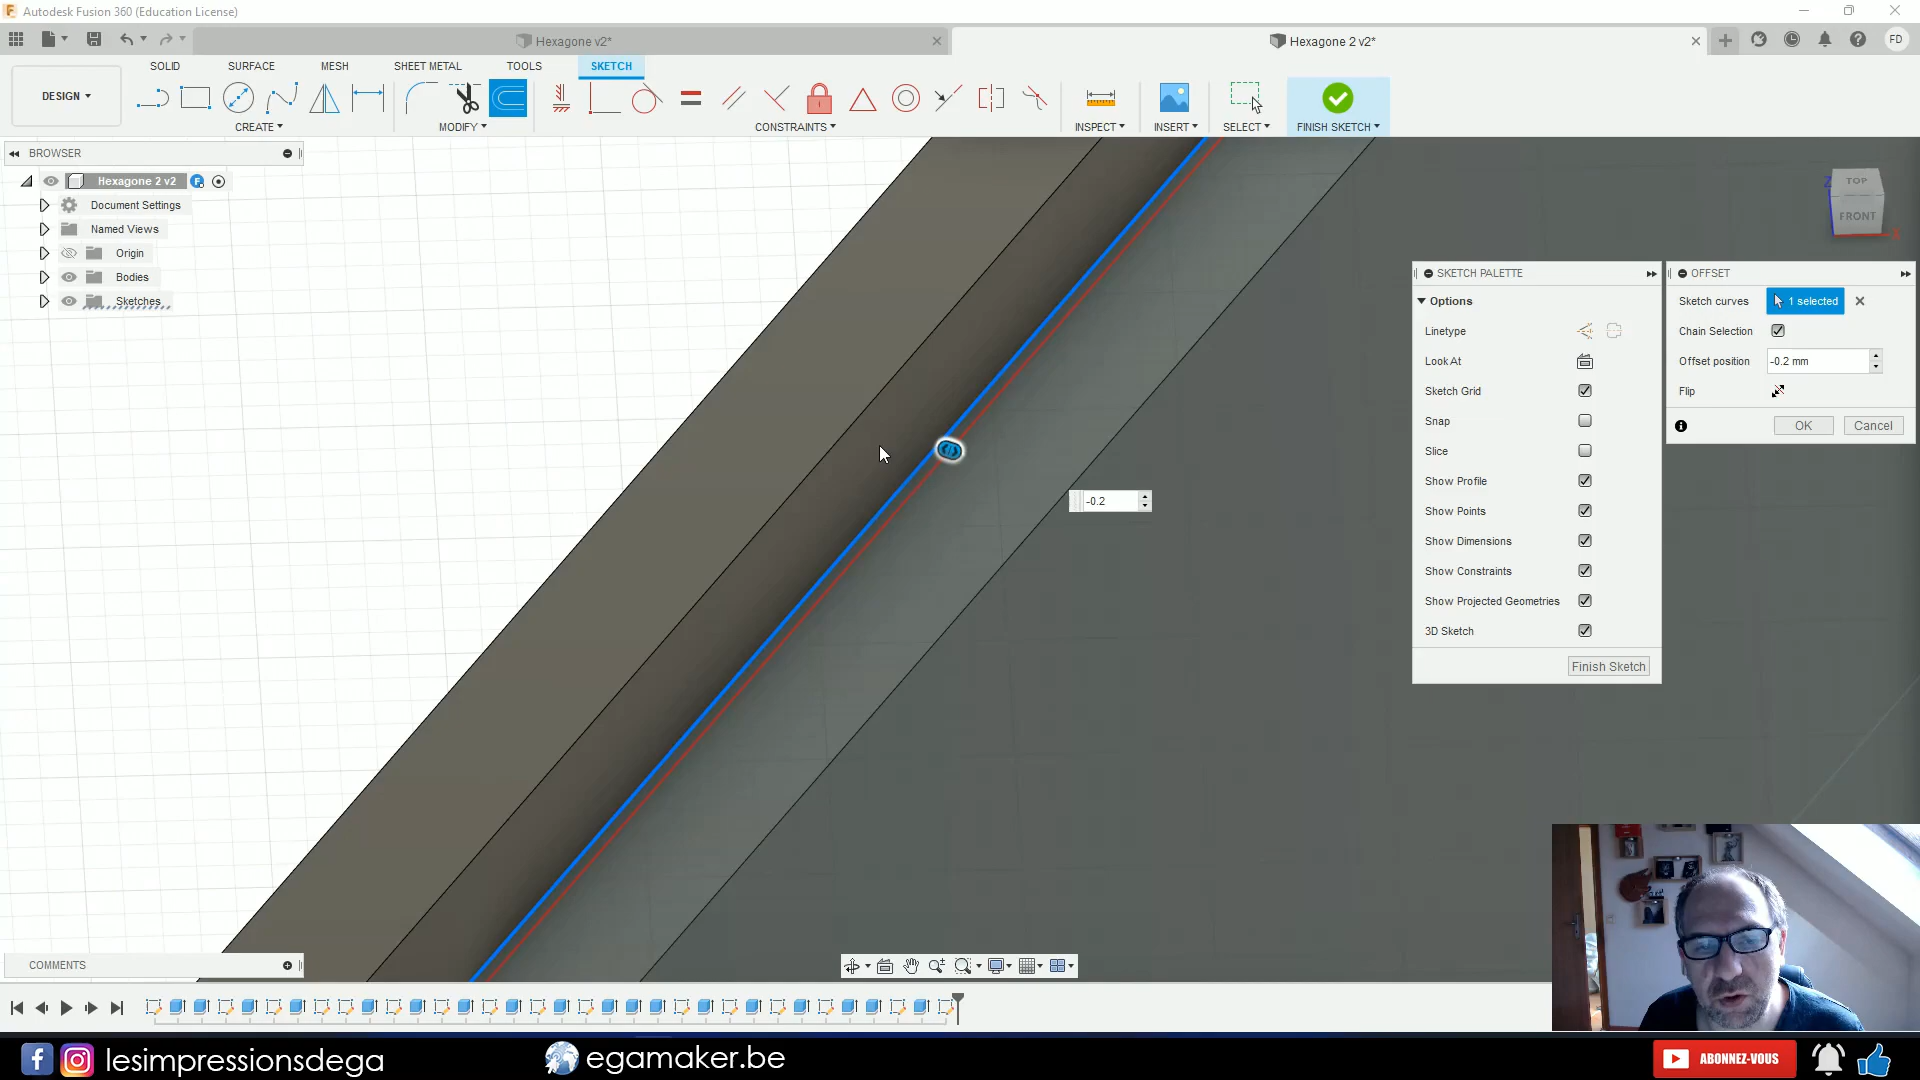 Autodesk Fusion 360 (Education License)
Hexagone v2*
Hexagone 2 v2*
FD
DESIGN
SOLID
SURFACE
MESH
SHEET METAL
TOOLS
SKETCH
CREATE
MODIFY
CONSTRAINTS
INSPECT
INSERT
SELECT
FINISH SKETCH
BROWSER
Hexagone 2 v2
Document Settings
Named Views
Origin
Bodies
Sketches
TOP
FRONT
Z
X
SKETCH PALETTE
Options
Linetype
Look At
Sketch Grid
Snap
Slice
Show Profile
Show Points
Show Dimensions
Show Constraints
Show Projected Geometries
3D Sketch
Finish Sketch
OFFSET
Sketch curves
1 selected
Chain Selection
Offset position
-0.2 mm
Flip
OK
Cancel
-0.2
COMMENTS
lesimpressionsdega
egamaker.be
ABONNEZ-VOUS